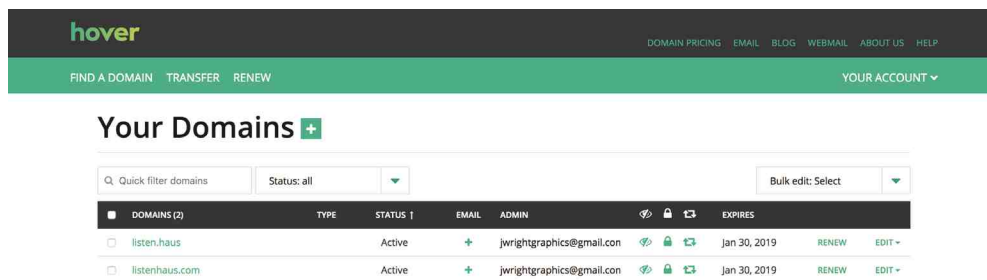 hover
DOMAIN PRICING EMAIL BLOG WEBMAIL ABOUT US HELP
FIND A DOMAIN TRANSFER RENEW YOUR ACCOUNT
Your Domains +
Quick filter domains Status: all Bulk edit: Select
DOMAINS (2) TYPE STATUS ↑ EMAIL ADMIN EXPIRES
listen.haus Active + jwrightgraphics@gmail.con Jan 30, 2019 RENEW EDIT
listenhaus.com Active + jwrightgraphics@gmail.con Jan 30, 2019 RENEW EDIT